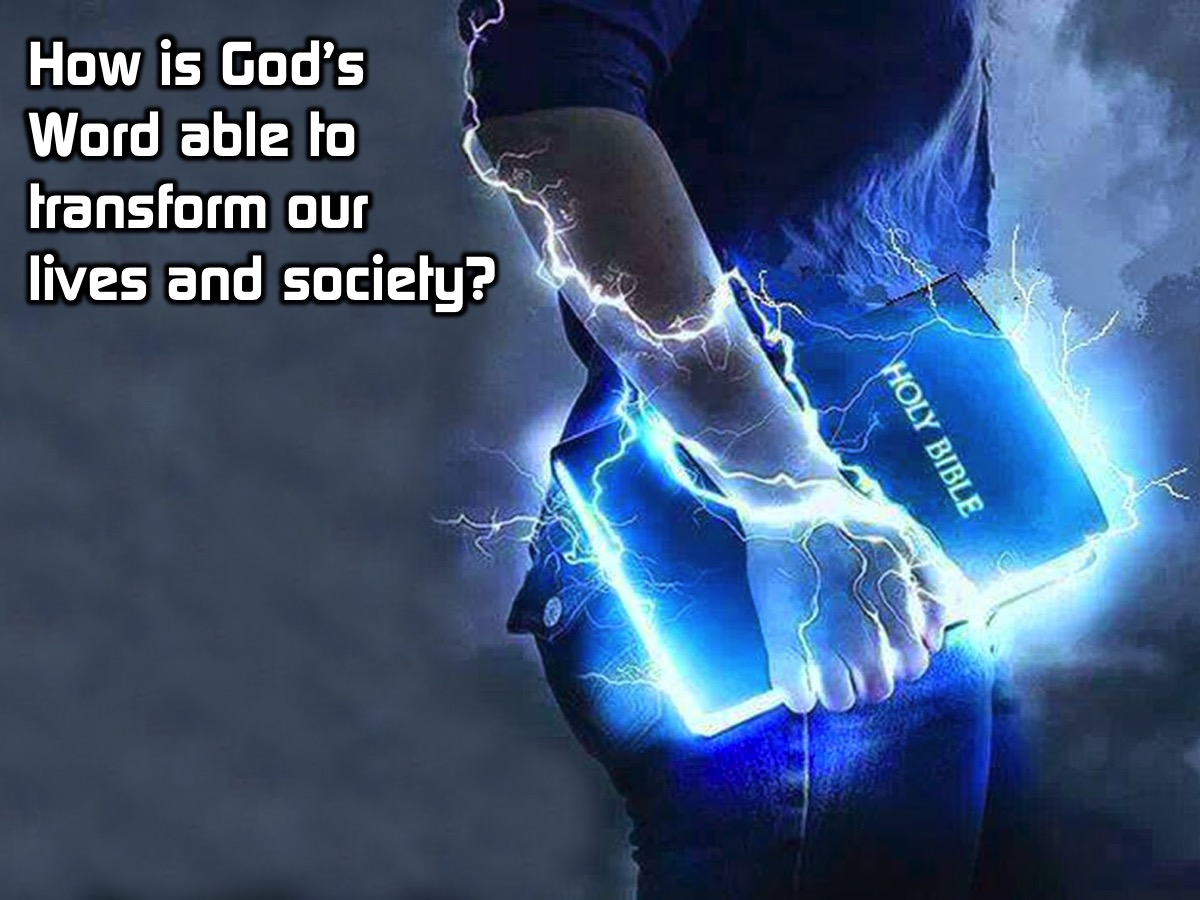 How is God's
Word able to
transform our
lives and society?
HOLY BIBLE